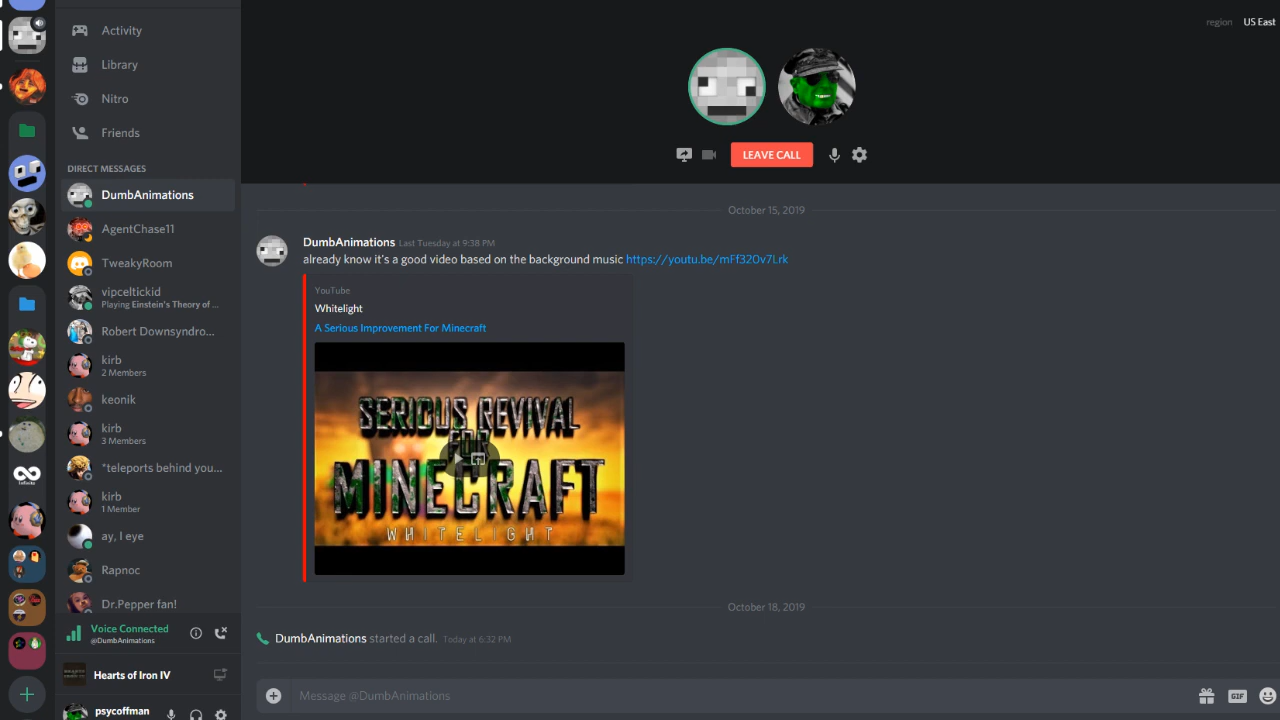 region US East
Activity
Library
Nitro
Friends
LEAVE CALL
DIRECT MESSAGES
DumbAnimations
AgentChase11
TweakyRoom
vipceltickid
Playing Einstein's Theory of ...
Robert Downsyndro...
kirb
2 Members
keonik
kirb
3 Members
*teleports behind you...
kirb
1 Member
ay, I eye
Rapnoc
Dr.Pepper fan!
Voice Connected
@DumbAnimations
Hearts of Iron IV
psycoffman
October 15, 2019
DumbAnimations Last Tuesday at 9:38 PM
already know it's a good video based on the background music https://youtu.be/mFf32Ov7Lrk
YouTube
Whitelight
A Serious Improvement For Minecraft
SERIOUS REVIVAL
FOR
MINECRAFT
WHITELIGHT
October 18, 2019
DumbAnimations started a call. Today at 6:32 PM
Message @DumbAnimations
GIF